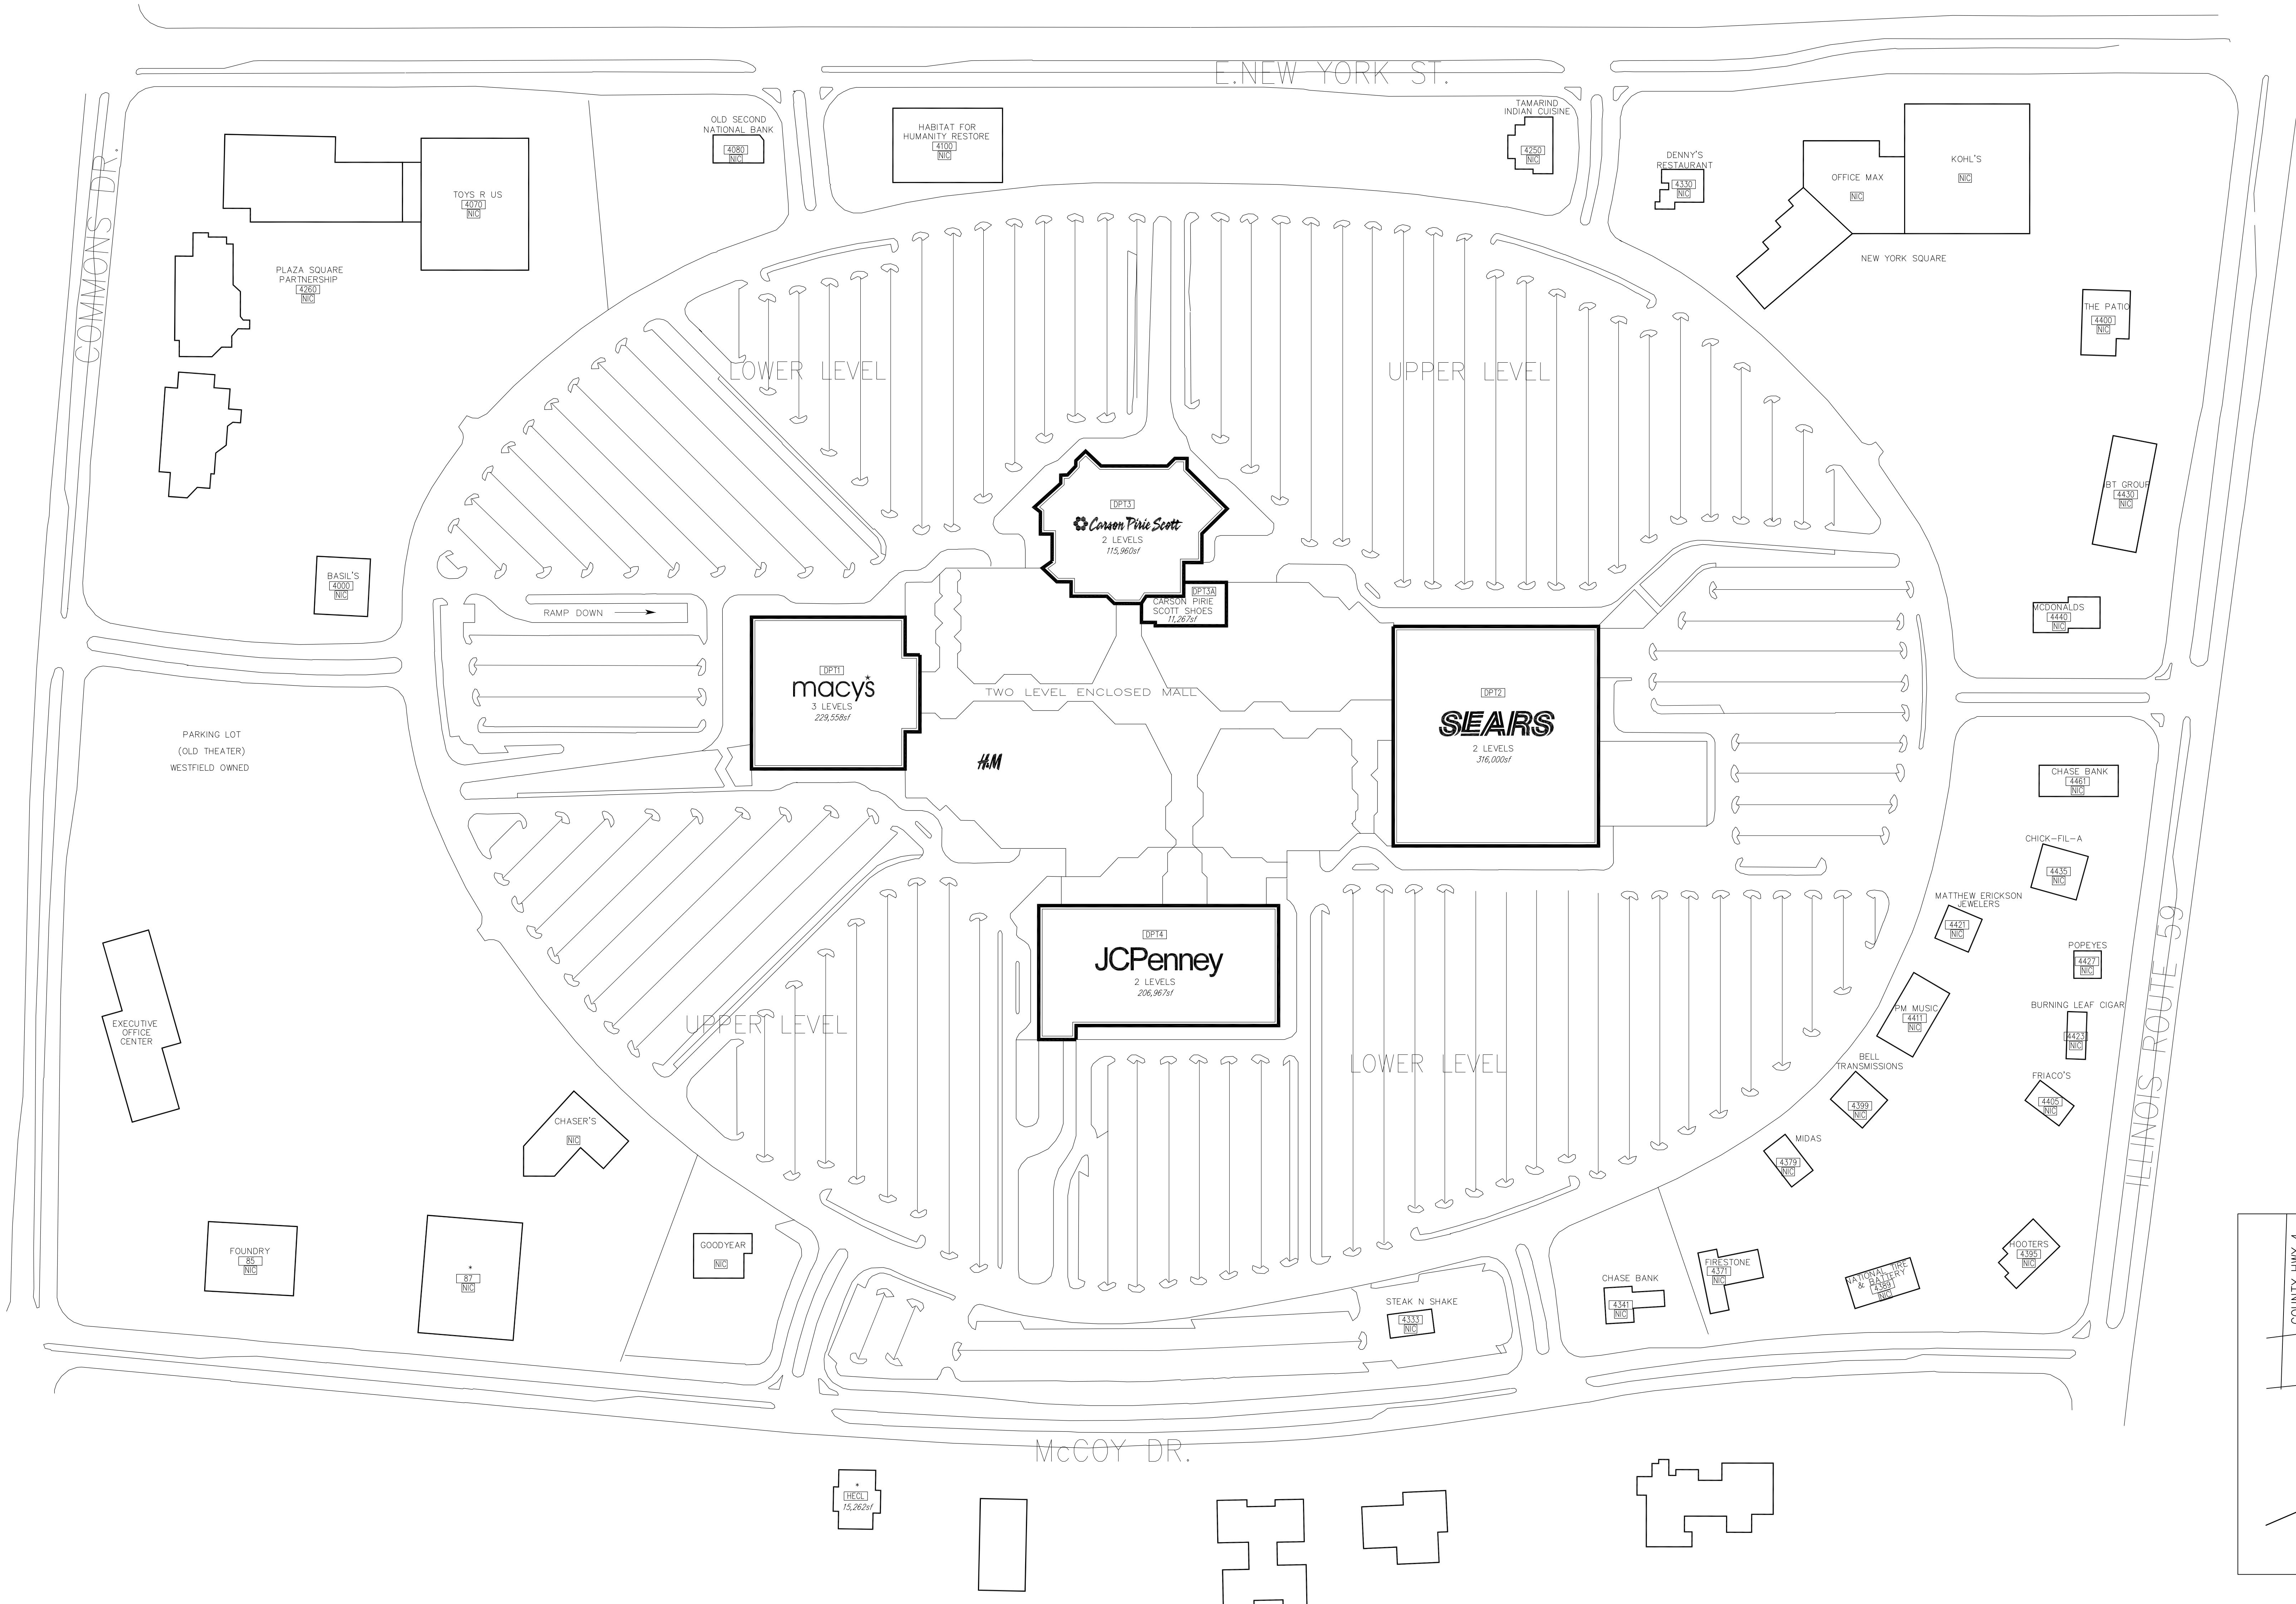 E.NEW YORK ST.
COMMONS DR.
TOYS R US
4070
NIC
OLD SECOND
NATIONAL BANK
4080
NIC
HABITAT FOR
HUMANITY RESTORE
4100
NIC
TAMARIND
INDIAN CUISINE
4250
NIC
DENNY'S
RESTAURANT
4330
NIC
OFFICE MAX
NIC
KOHL'S
NIC
NEW YORK SQUARE
PLAZA SQUARE
PARTNERSHIP
4260
NIC
THE PATIO
4400
NIC
LOWER LEVEL
UPPER LEVEL
BT GROUP
4430
NIC
DPT3
Carson Pirie Scott
2 LEVELS
115,960sf
DPT3A
CARSON PIRIE
SCOTT SHOES
11,267sf
BASIL'S
4000
NIC
RAMP DOWN
MCDONALDS
4440
NIC
DPT1
macy's
3 LEVELS
229,558sf
TWO LEVEL ENCLOSED MALL
DPT2
SEARS
2 LEVELS
316,000sf
H&M
PARKING LOT
(OLD THEATER)
WESTFIELD OWNED
CHASE BANK
4461
NIC
CHICK-FIL-A
4435
NIC
MATTHEW ERICKSON
JEWELERS
4421
NIC
POPEYES
4427
NIC
DPT4
JCPenney
2 LEVELS
206,967sf
EXECUTIVE
OFFICE
CENTER
UPPER LEVEL
LOWER LEVEL
PM MUSIC
4411
NIC
BURNING LEAF CIGAR
4423
NIC
BELL
TRANSMISSIONS
4399
NIC
FRIACO'S
4405
NIC
ILLINOIS ROUTE 59
CHASER'S
NIC
MIDAS
4379
NIC
FOUNDRY
85
NIC
*
87
NIC
GOODYEAR
NIC
STEAK N SHAKE
4333
NIC
CHASE BANK
4341
NIC
FIRESTONE
4371
NIC
NATIONAL TIRE
& BATTERY
4389
NIC
HOOTERS
4395
NIC
COUNTY HWY 4
McCOY DR.
*
HECL
15,262sf